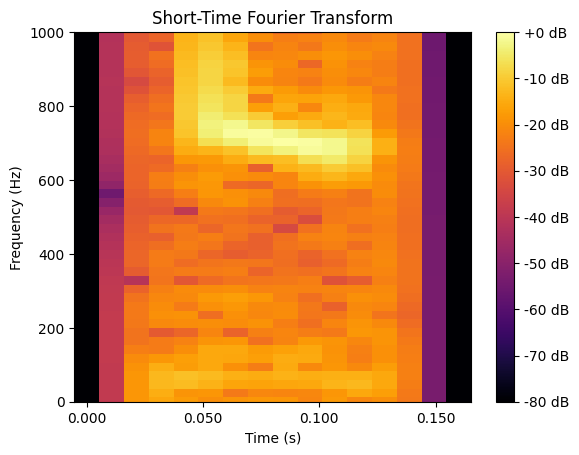 Short-Time Fourier Transform
1000
800
600
400
200
0
Frequency (Hz)
0.000
0.050
0.100
0.150
Time (s)
+0 dB
-10 dB
-20 dB
-30 dB
-40 dB
-50 dB
-60 dB
-70 dB
-80 dB